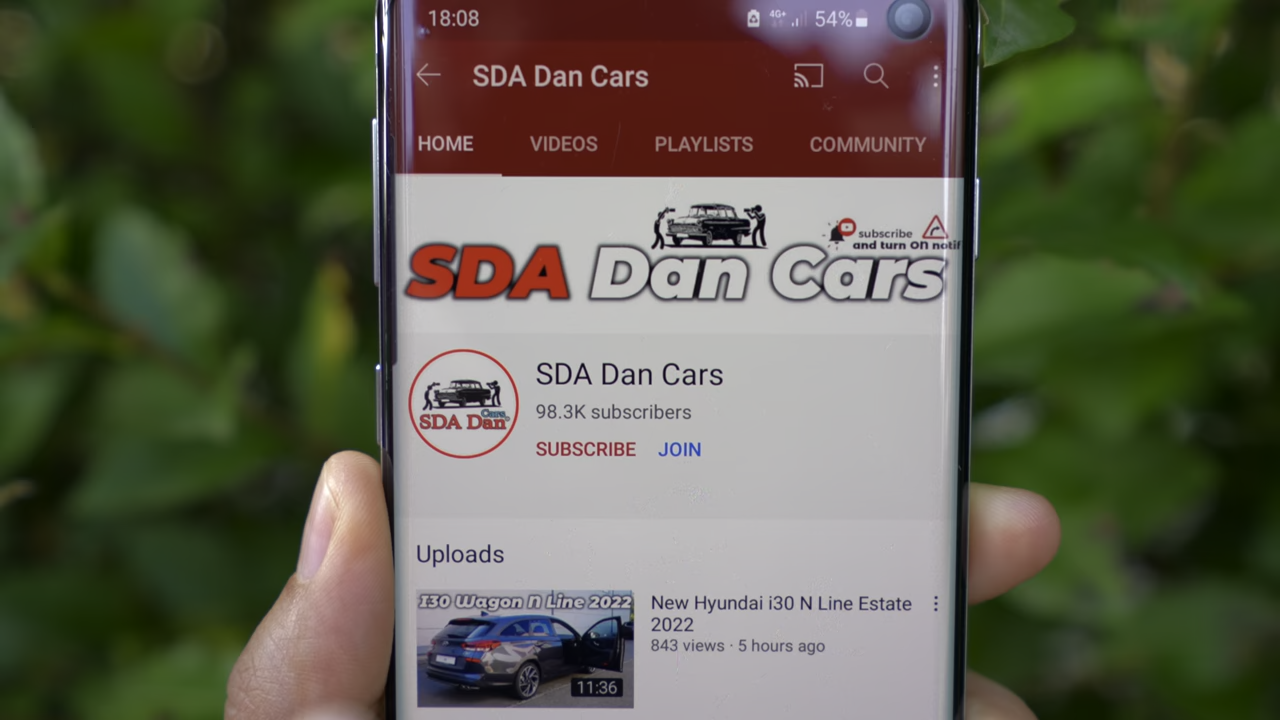 18:08
4G+ 54%
SDA Dan Cars
HOME VIDEOS PLAYLISTS COMMUNITY
subscribe
and turn ON notif
SDA Dan Cars
SDA Dan Cars
98.3K subscribers
SUBSCRIBE JOIN
Cars
SDA Dan
Uploads
I30 Wagon N Line 2022
11:36
New Hyundai i30 N Line Estate
2022
843 views · 5 hours ago